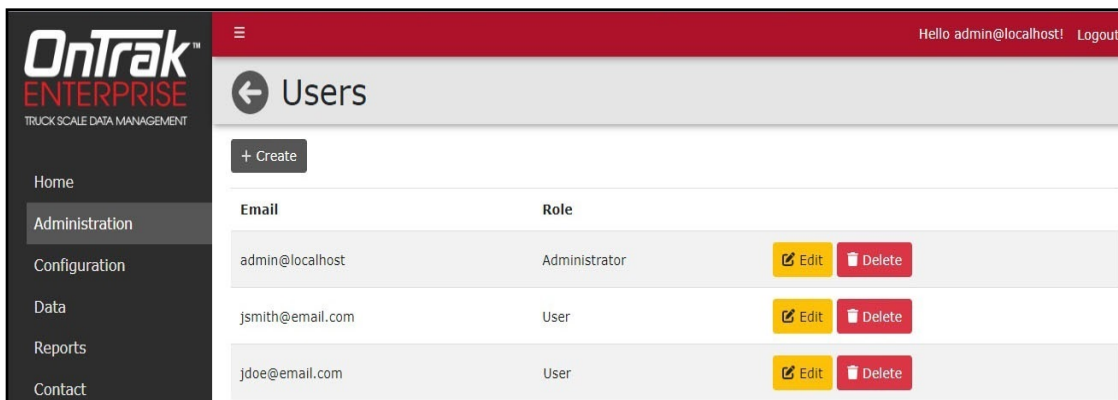 OnTrak™
ENTERPRISE
TRUCK SCALE DATA MANAGEMENT
Home
Administration
Configuration
Data
Reports
Contact
Hello admin@localhost! Logout
Users
+ Create
Email Role
admin@localhost Administrator Edit Delete
jsmith@email.com User Edit Delete
jdoe@email.com User Edit Delete